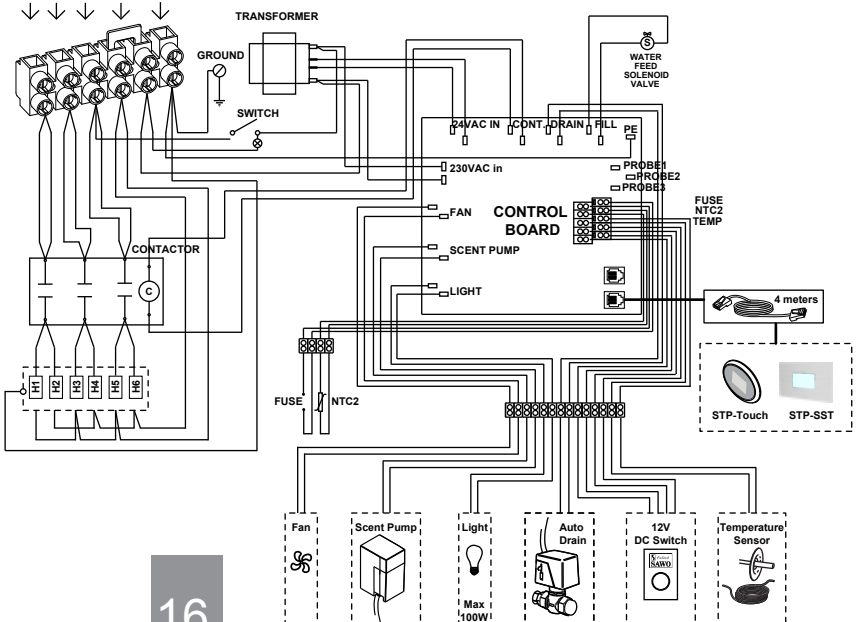 TRANSFORMER
GROUND
SWITCH
S
WATER
FEED
SOLENOID
VALVE
24VAC IN
CONT.
DRAIN
FILL
PE
230VAC in
PROBE1
PROBE2
PROBE3
FAN
CONTROL
BOARD
FUSE
NTC2
TEMP
SCENT PUMP
LIGHT
CONTACTOR
C
4 meters
H1
H2
H3
H4
H5
H6
FUSE
NTC2
STP-Touch
STP-SST
Fan
Scent Pump
Light
Max
100W
Auto
Drain
12V
DC Switch
SAWO
Temperature
Sensor
16